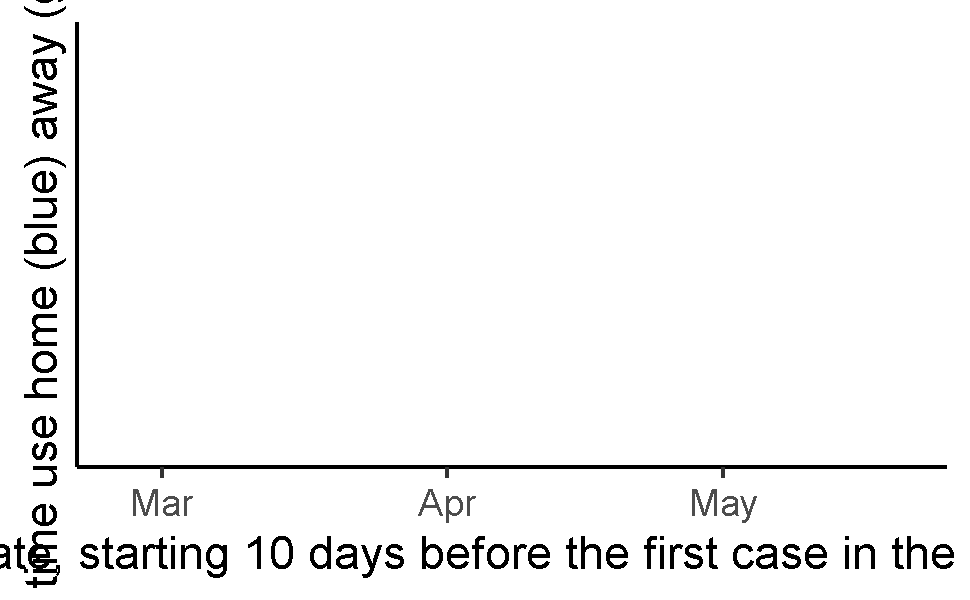 time use home (blue) away (
Mar Apr May
starting 10 days before the first case in the